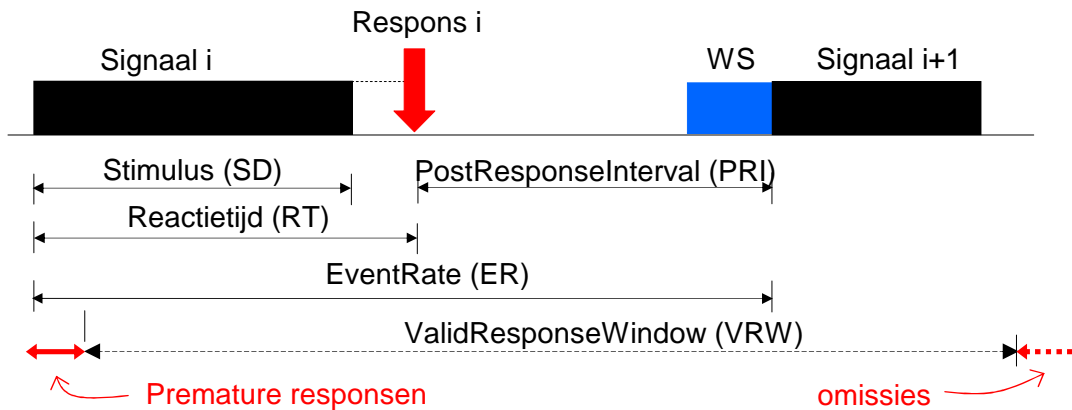 Respons i
Signaal i
WS
Signaal i+1
Stimulus (SD)
PostResponseInterval (PRI)
Reactietijd (RT)
EventRate (ER)
ValidResponseWindow (VRW)
Premature responsen
omissies